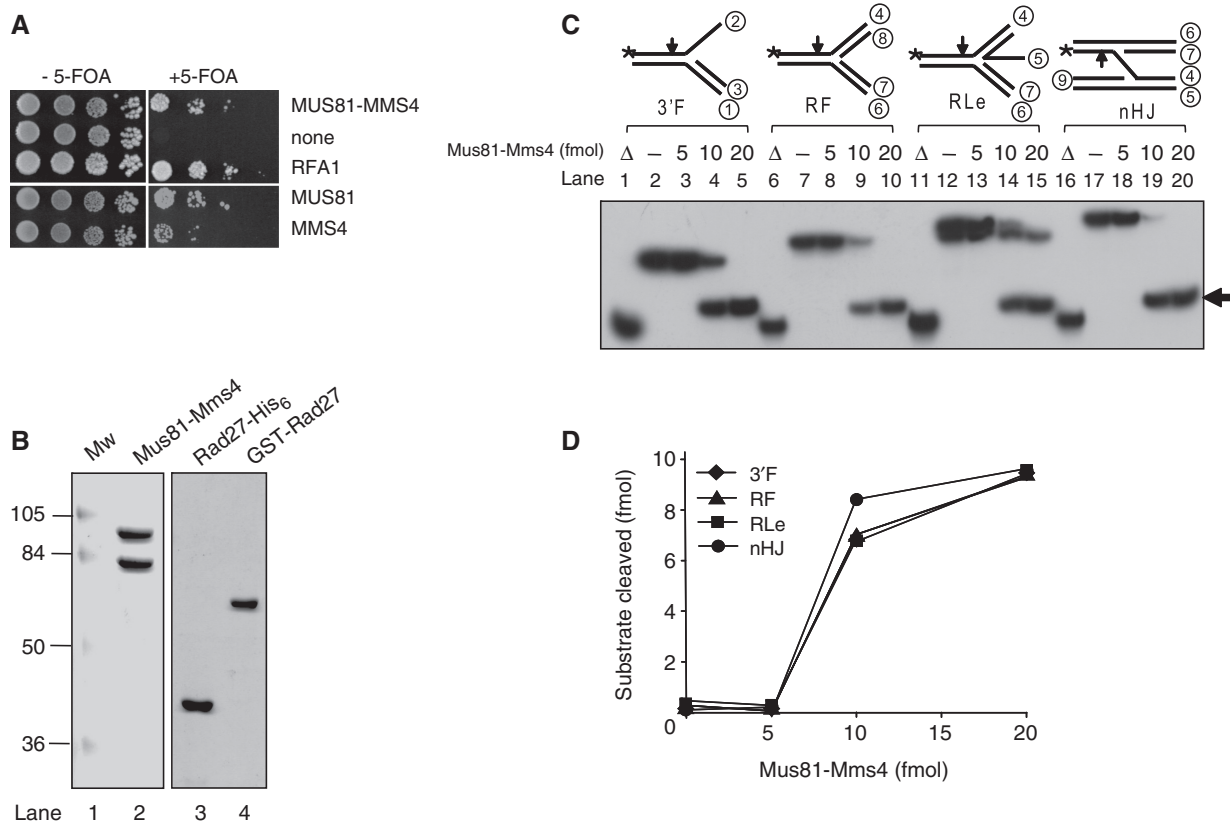 A
- 5-FOA +5-FOA
MUS81-MMS4
none
RFA1
MUS81
MMS4
B
Mw
Mus81-Mms4
Rad27-His6
GST-Rad27
105
84
50
36
Lane 1 2 3 4
C
* ② ③ ①
3'F
* ④ ⑧ ⑦ ⑥
RF
* ④ ⑤ ⑦ ⑥
RLe
* ⑥ ⑦ ⑨ ④ ⑤
nHJ
Mus81-Mms4 (fmol) Δ – 5 10 20 Δ – 5 10 20 Δ – 5 10 20 Δ – 5 10 20
Lane 1 2 3 4 5 6 7 8 9 10 11 12 13 14 15 16 17 18 19 20
D
Substrate cleaved (fmol)
10
8
6
4
2
0
3'F
RF
RLe
nHJ
5 10 15 20
Mus81-Mms4 (fmol)